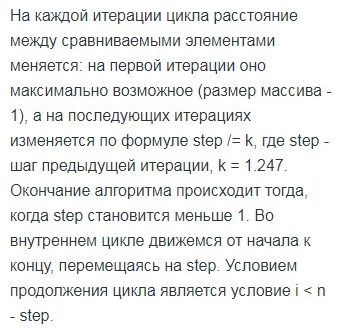 На каждой итерации цикла расстояние
между сравниваемыми элементами
меняется: на первой итерации оно
максимально возможное (размер массива -
1), а на последующих итерациях
изменяется по формуле step /= k, где step -
шаг предыдущей итерации, k = 1.247.
Окончание алгоритма происходит тогда,
когда step становится меньше 1. Во
внутреннем цикле движемся от начала к
концу, перемещаясь на step. Условием
продолжения цикла является условие i < n
- step.